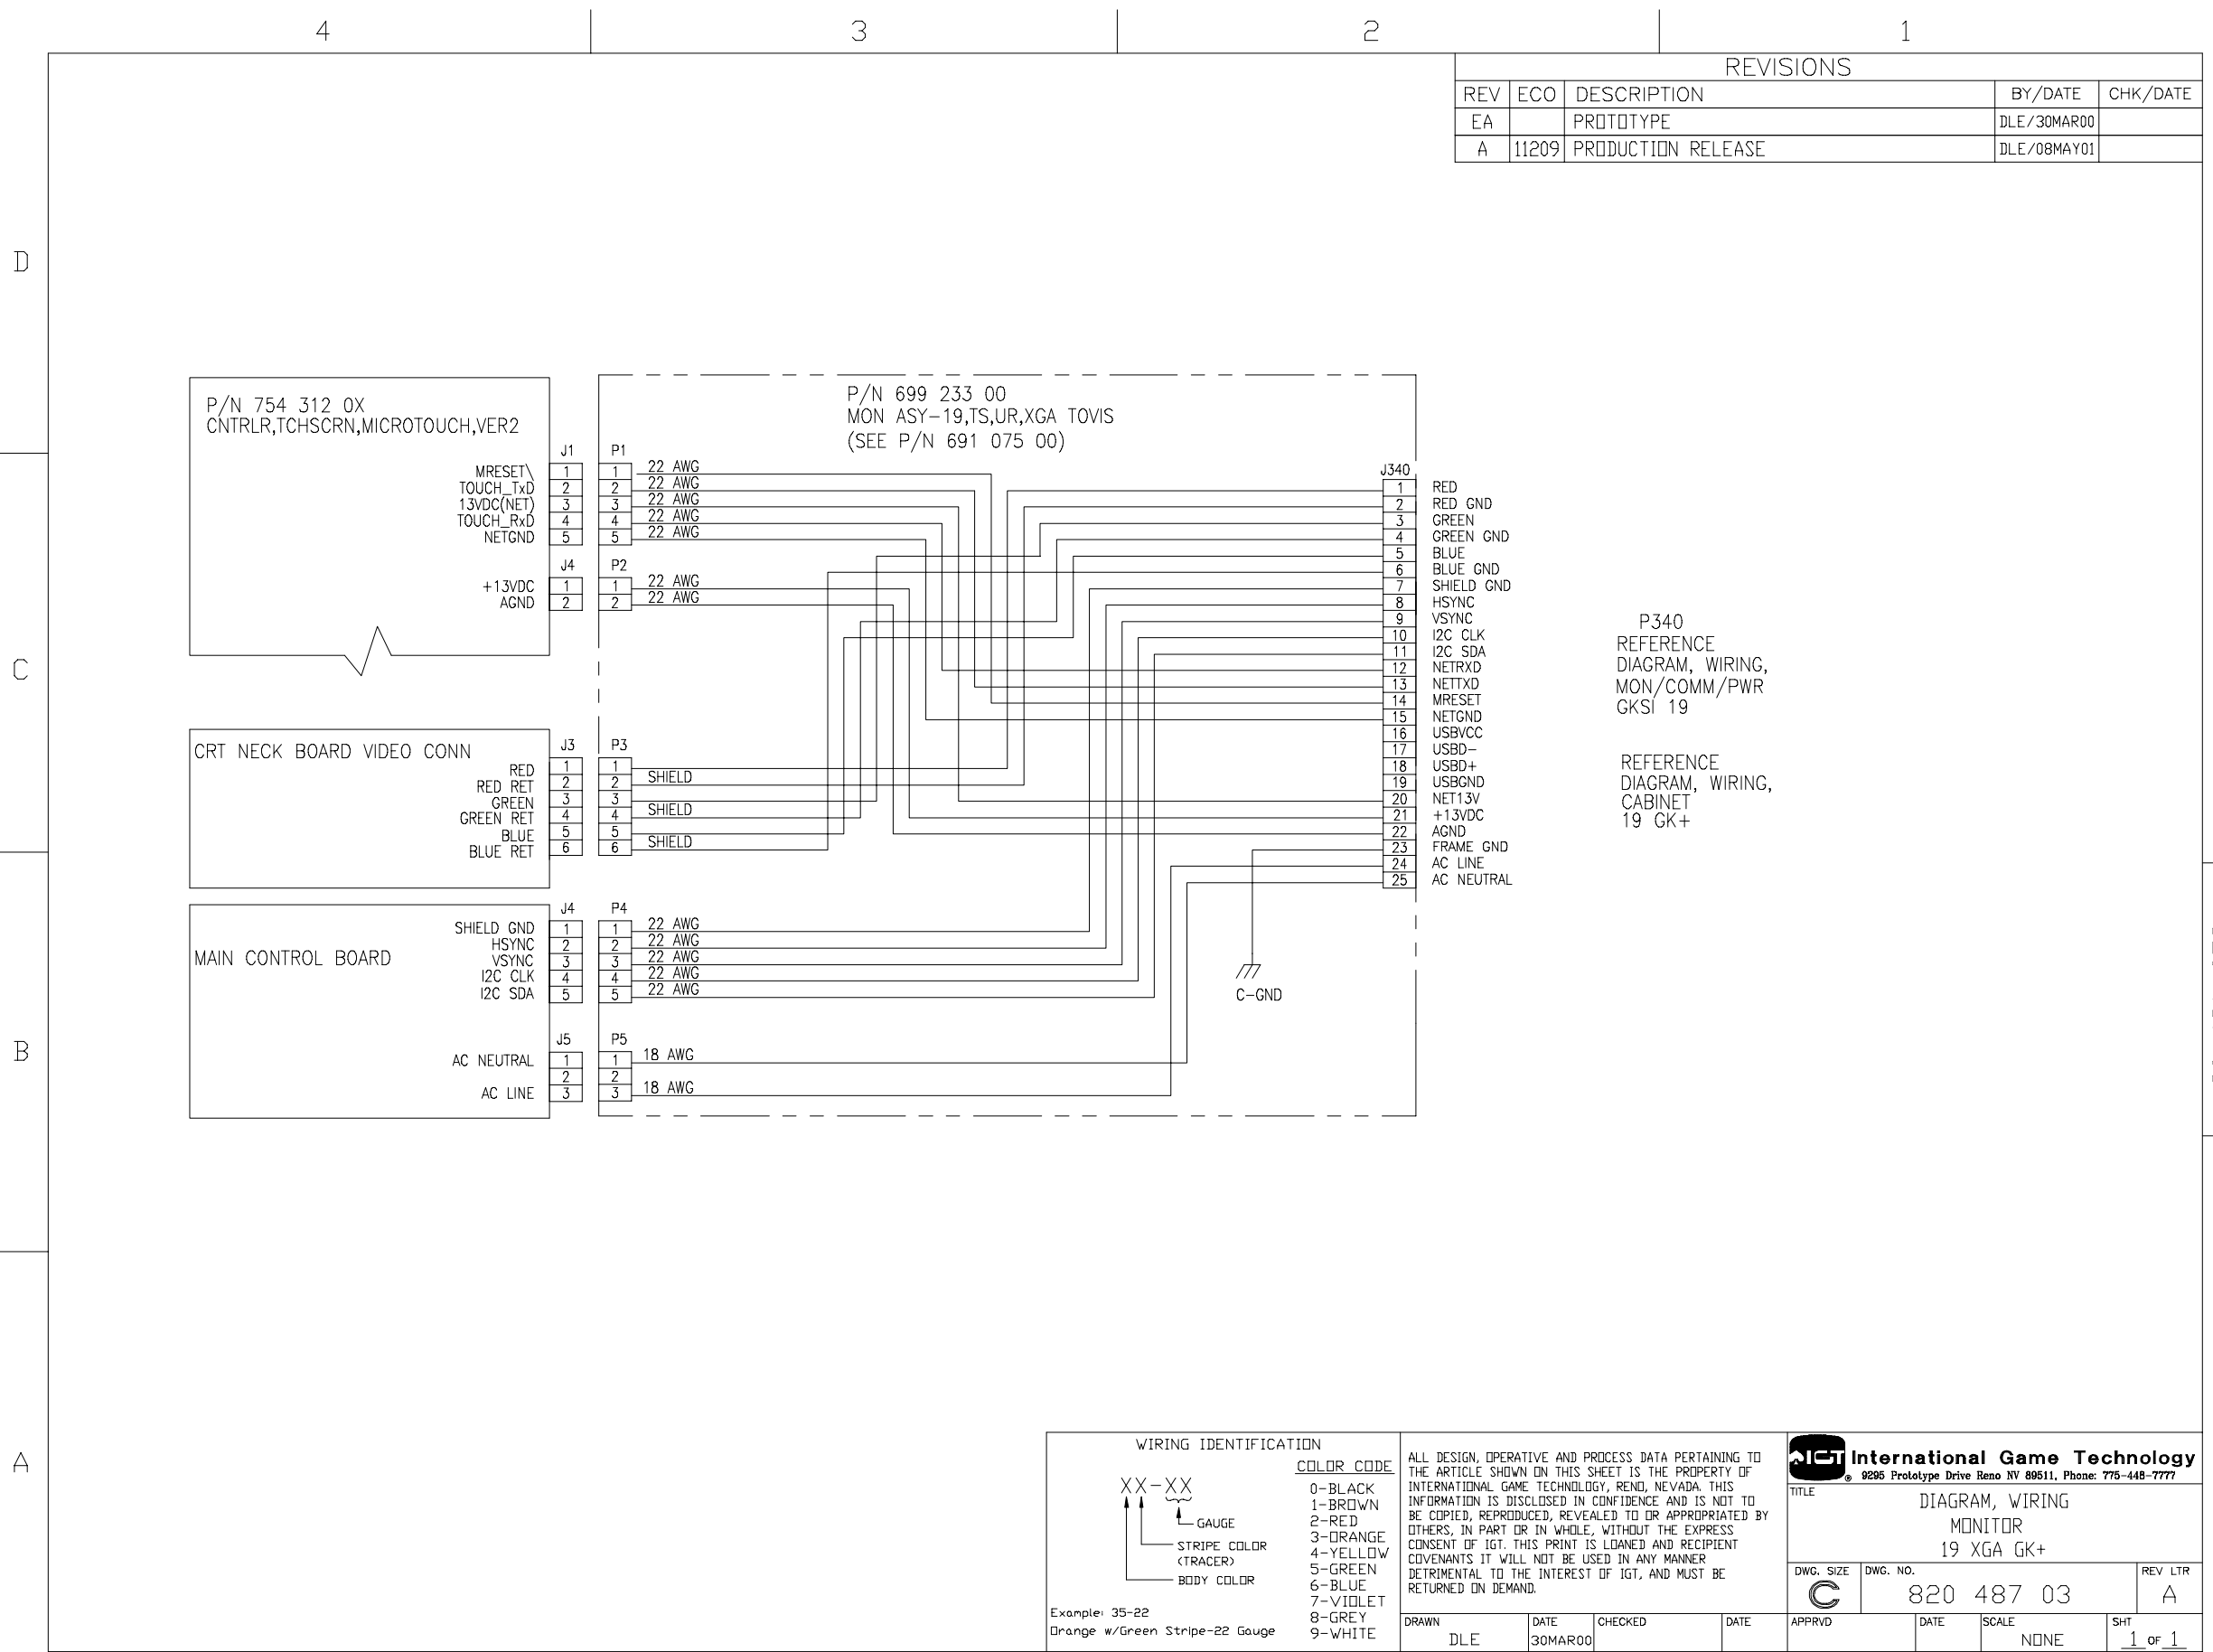 4 3 2 1
REVISIONS
REV ECO DESCRIPTION BY/DATE CHK/DATE
EA PROTOTYPE DLE/30MAR00
A 11209 PRODUCTION RELEASE DLE/08MAY01
D
C
B
A
P/N 754 312 0X
CNTRLR,TCHSCRN,MICROTOUCH,VER2
J1
MRESET\ 1
TOUCH_TxD 2
13VDC(NET) 3
TOUCH_RxD 4
NETGND 5
J4
+13VDC 1
AGND 2
P/N 699 233 00
MON ASY-19,TS,UR,XGA TOVIS
(SEE P/N 691 075 00)
P1
1 22 AWG
2 22 AWG
3 22 AWG
4 22 AWG
5 22 AWG
P2
1 22 AWG
2 22 AWG
CRT NECK BOARD VIDEO CONN
J3
RED 1
RED RET 2
GREEN 3
GREEN RET 4
BLUE 5
BLUE RET 6
P3
1
2 SHIELD
3
4 SHIELD
5
6 SHIELD
MAIN CONTROL BOARD
J4
SHIELD GND 1
HSYNC 2
VSYNC 3
I2C CLK 4
I2C SDA 5
J5
AC NEUTRAL 1
2
AC LINE 3
P4
1 22 AWG
2 22 AWG
3 22 AWG
4 22 AWG
5 22 AWG
P5
1 18 AWG
2
3 18 AWG
C-GND
J340
1 RED
2 RED GND
3 GREEN
4 GREEN GND
5 BLUE
6 BLUE GND
7 SHIELD GND
8 HSYNC
9 VSYNC
10 I2C CLK
11 I2C SDA
12 NETRXD
13 NETTXD
14 MRESET
15 NETGND
16 USBVCC
17 USBD-
18 USBD+
19 USBGND
20 NET13V
21 +13VDC
22 AGND
23 FRAME GND
24 AC LINE
25 AC NEUTRAL
P340
REFERENCE
DIAGRAM, WIRING,
MON/COMM/PWR
GKSI 19
REFERENCE
DIAGRAM, WIRING,
CABINET
19 GK+
WIRING IDENTIFICATION
XX-XX
GAUGE
STRIPE COLOR
(TRACER)
BODY COLOR
Example: 35-22
Orange w/Green Stripe-22 Gauge
COLOR CODE
0-BLACK
1-BROWN
2-RED
3-ORANGE
4-YELLOW
5-GREEN
6-BLUE
7-VIOLET
8-GREY
9-WHITE
ALL DESIGN, OPERATIVE AND PROCESS DATA PERTAINING TO
THE ARTICLE SHOWN ON THIS SHEET IS THE PROPERTY OF
INTERNATIONAL GAME TECHNOLOGY, RENO, NEVADA. THIS
INFORMATION IS DISCLOSED IN CONFIDENCE AND IS NOT TO
BE COPIED, REPRODUCED, REVEALED TO OR APPROPRIATED BY
OTHERS, IN PART OR IN WHOLE, WITHOUT THE EXPRESS
CONSENT OF IGT. THIS PRINT IS LOANED AND RECIPIENT
COVENANTS IT WILL NOT BE USED IN ANY MANNER
DETRIMENTAL TO THE INTEREST OF IGT, AND MUST BE
RETURNED ON DEMAND.
DRAWN DATE CHECKED DATE
DLE 30MAR00
IGT ® International Game Technology
9295 Prototype Drive Reno NV 89511, Phone: 775-448-7777
TITLE
DIAGRAM, WIRING
MONITOR
19 XGA GK+
DWG. SIZE DWG. NO. REV LTR
C 820 487 03 A
APPRVD DATE SCALE SHT
NONE 1 OF 1